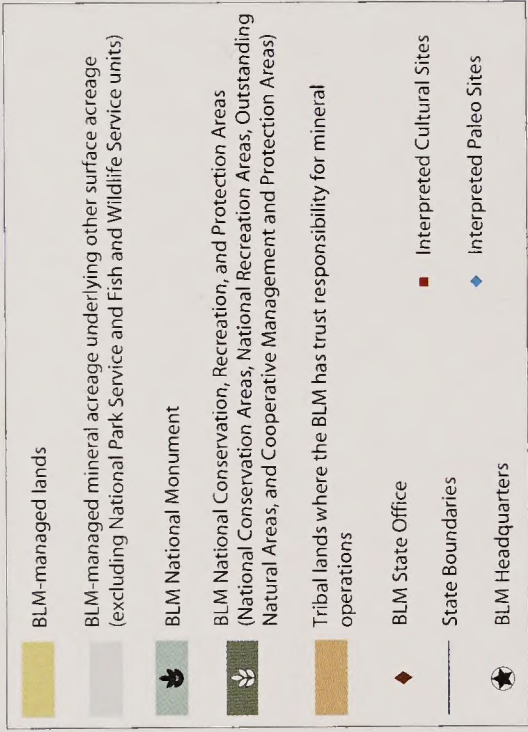 BLM-managed lands
BLM-managed mineral acreage underlying other surface acreage
(excluding National Park Service and Fish and Wildlife Service units)
BLM National Monument
BLM National Conservation, Recreation, and Protection Areas
(National Conservation Areas, National Recreation Areas, Outstanding
Natural Areas, and Cooperative Management and Protection Areas)
Tribal lands where the BLM has trust responsibility for mineral
operations
BLM State Office
State Boundaries
BLM Headquarters
Interpreted Cultural Sites
Interpreted Paleo Sites